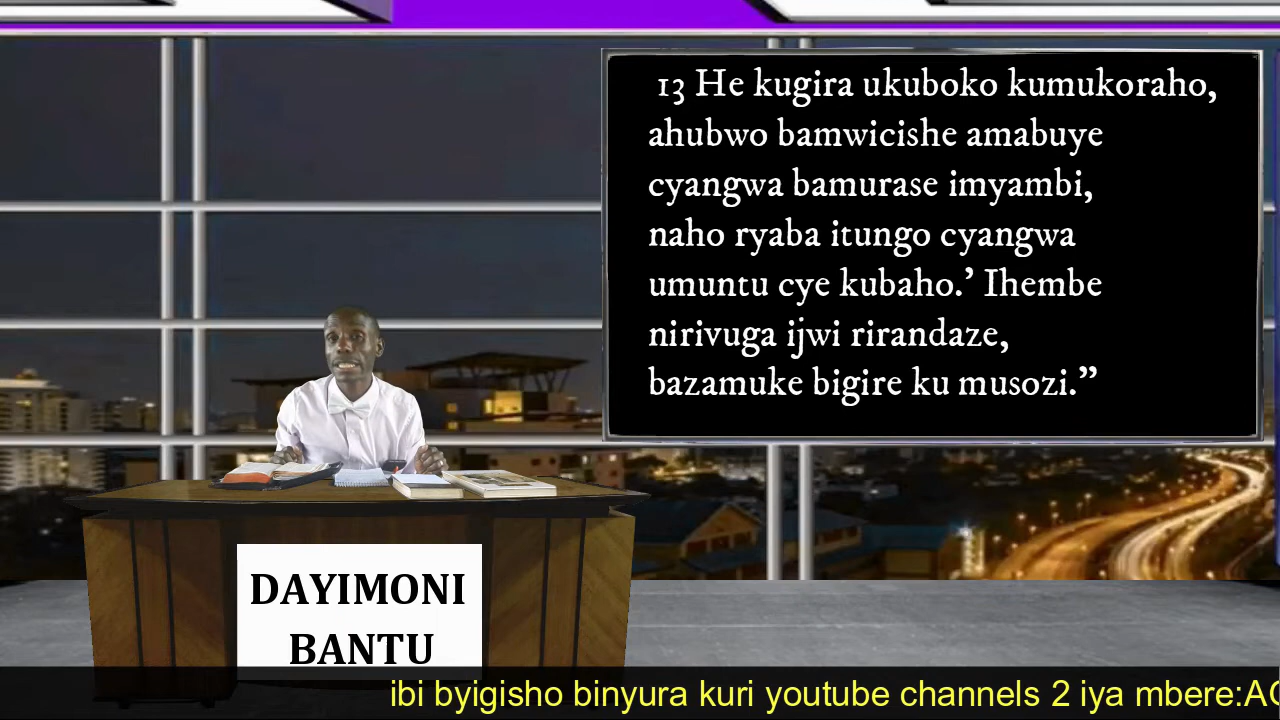 13 He kugira ukuboko kumukoraho,
ahubwo bamwicishe amabuye
cyangwa bamurase imyambi,
naho ryaba itungo cyangwa
umuntu cye kubaho.’ Ihembe
nirivuga ijwi rirandaze,
bazamuke bigire ku musozi.”
DAYIMONI
BANTU
ibi byigisho binyura kuri youtube channels 2 iya mbere: